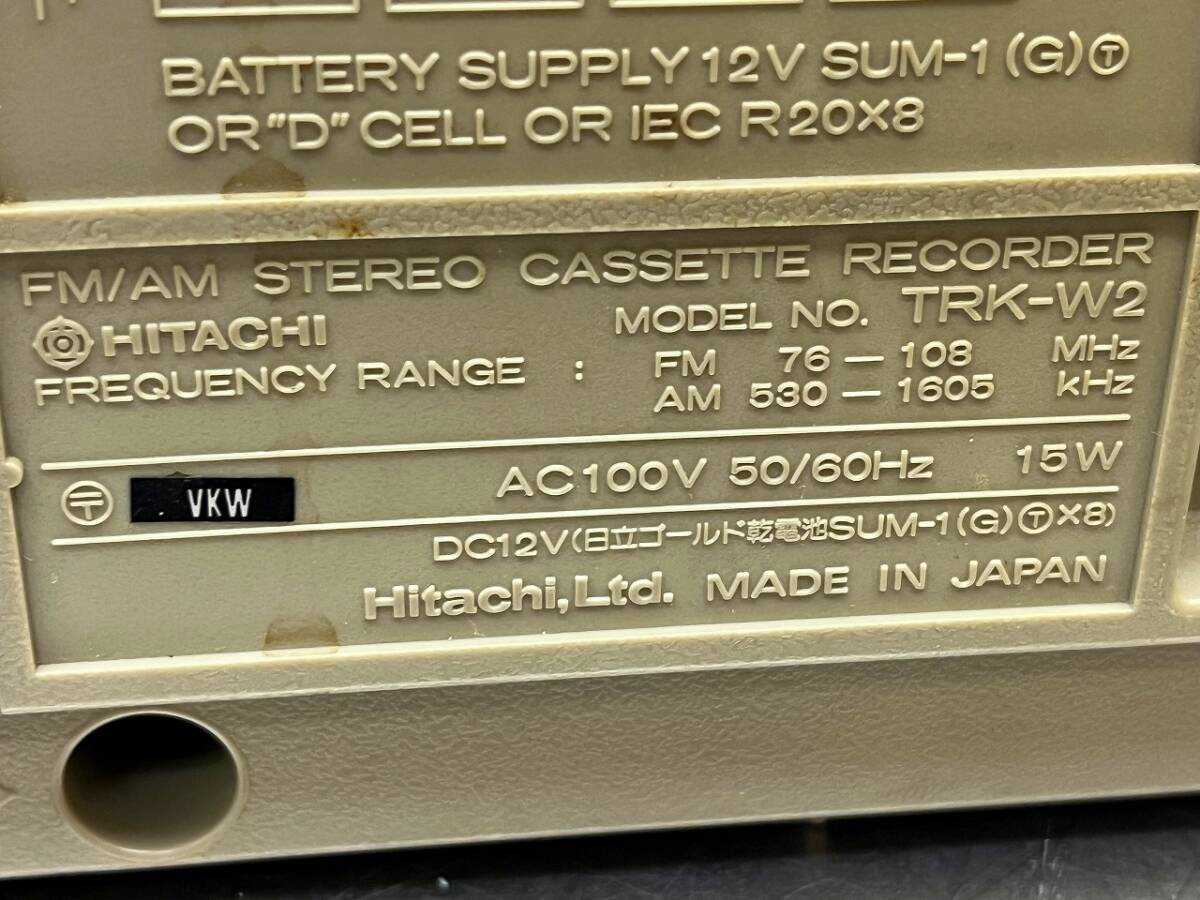 BATTERY SUPPLY 12V SUM-1 (G)Ⓣ
OR "D" CELL OR IEC R20X8
FM/AM STEREO CASSETTE RECORDER
HITACHI MODEL NO. TRK-W2
FREQUENCY RANGE : FM 76 — 108 MHz
AM 530 — 1605 kHz
〶 VKW AC100V 50/60Hz 15W
DC12V(日立ゴールド乾電池SUM-1(G)Ⓣ×8)
Hitachi, Ltd. MADE IN JAPAN